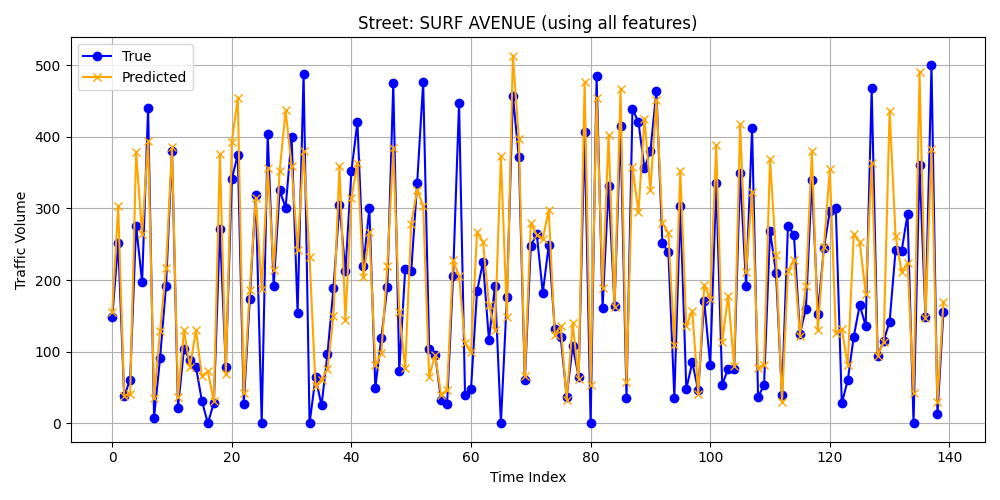 Street: SURF AVENUE (using all features)
True
Predicted
Traffic Volume
500
400
300
200
100
0
0 20 40 60 80 100 120 140
Time Index